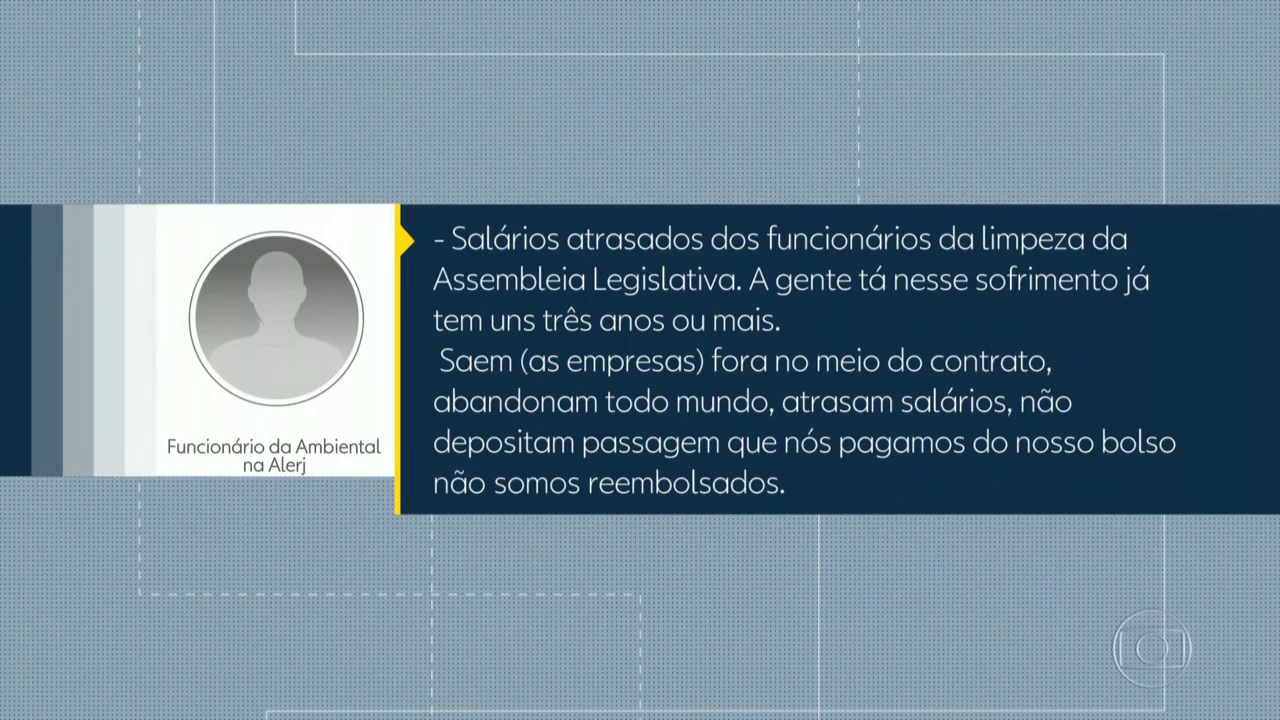 - Salários atrasados dos funcionários da limpeza da
Assembleia Legislativa. A gente tá nesse sofrimento já
tem uns três anos ou mais.
Saem (as empresas) fora no meio do contrato,
abandonam todo mundo, atrasam salários, não
depositam passagem que nós pagamos do nosso bolso
não somos reembolsados.
Funcionário da Ambiental
na Alerj